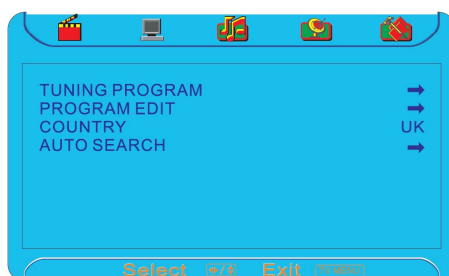 TUNING PROGRAM
PROGRAM EDIT
COUNTRY UK
AUTO SEARCH
Select Exit